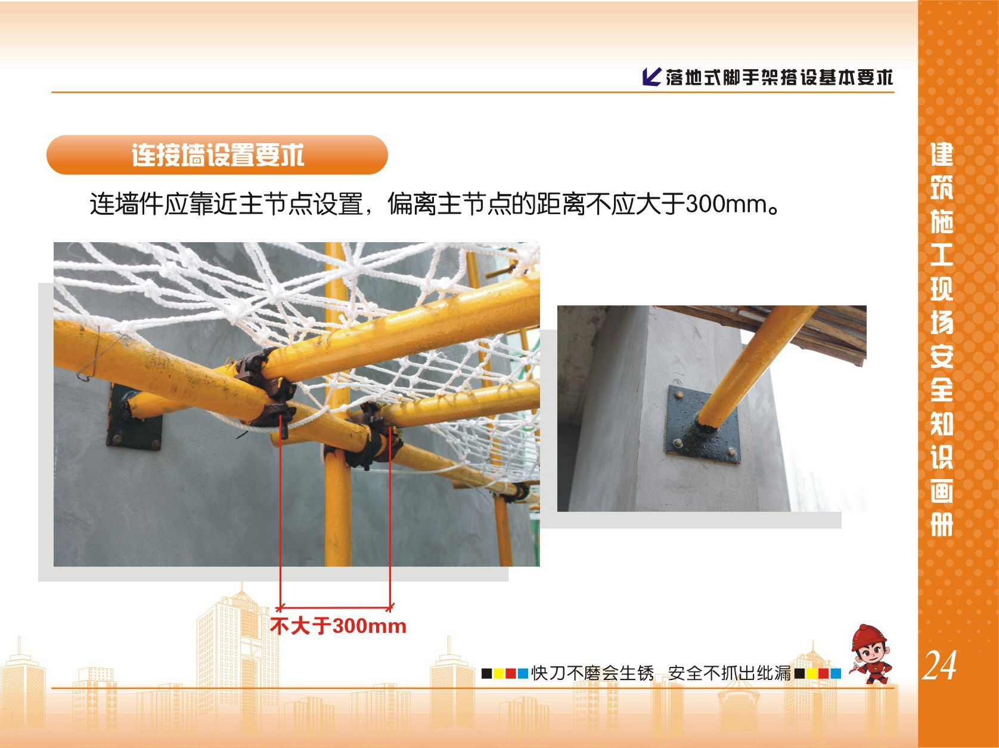 落地式脚手架搭设基本要求
连接墙设置要求
连墙件应靠近主节点设置，偏离主节点的距离不应大于300mm。
不大于300mm
快刀不磨会生锈 安全不抓出纰漏
建筑施工现场安全知识画册
24